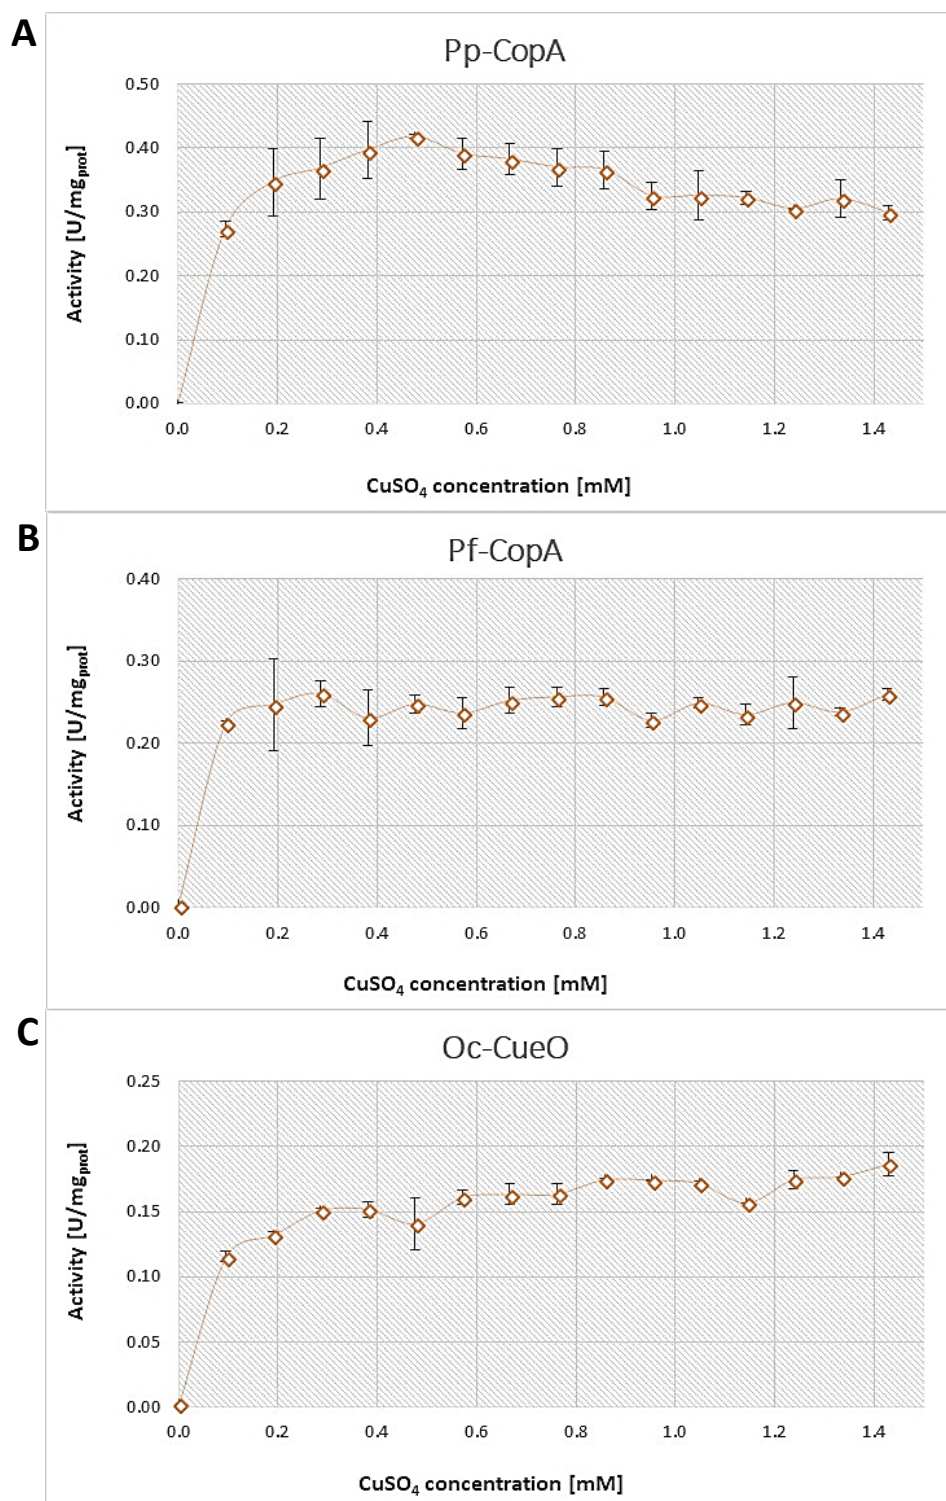 A
Pp-CopA
Activity [U/mgprot]
0.50
0.40
0.30
0.20
0.10
0.00
0.0 0.2 0.4 0.6 0.8 1.0 1.2 1.4
CuSO4 concentration [mM]
B
Pf-CopA
Activity [U/mgprot]
0.40
0.30
0.20
0.10
0.00
0.0 0.2 0.4 0.6 0.8 1.0 1.2 1.4
CuSO4 concentration [mM]
C
Oc-CueO
Activity [U/mgprot]
0.25
0.20
0.15
0.10
0.05
0.00
0.0 0.2 0.4 0.6 0.8 1.0 1.2 1.4
CuSO4 concentration [mM]